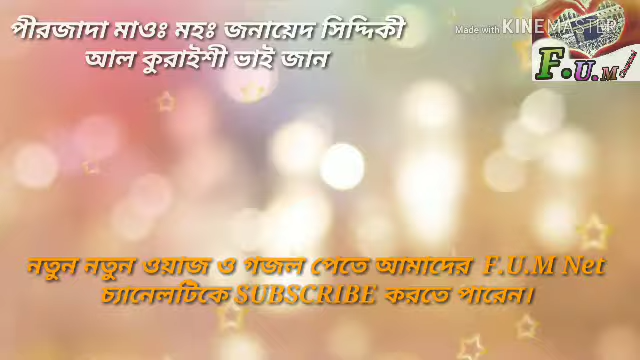 পীরজাদা মাওঃ মহঃ জনায়েদ সিদ্দিকী
আল কুরাইশী ভাই জান
Made with KINEMASTER
F.U.M
নতুন নতুন ওয়াজ ও গজল পেতে আমাদের F.U.M Net
চ্যানেলটিকে SUBSCRIBE করতে পারেন।